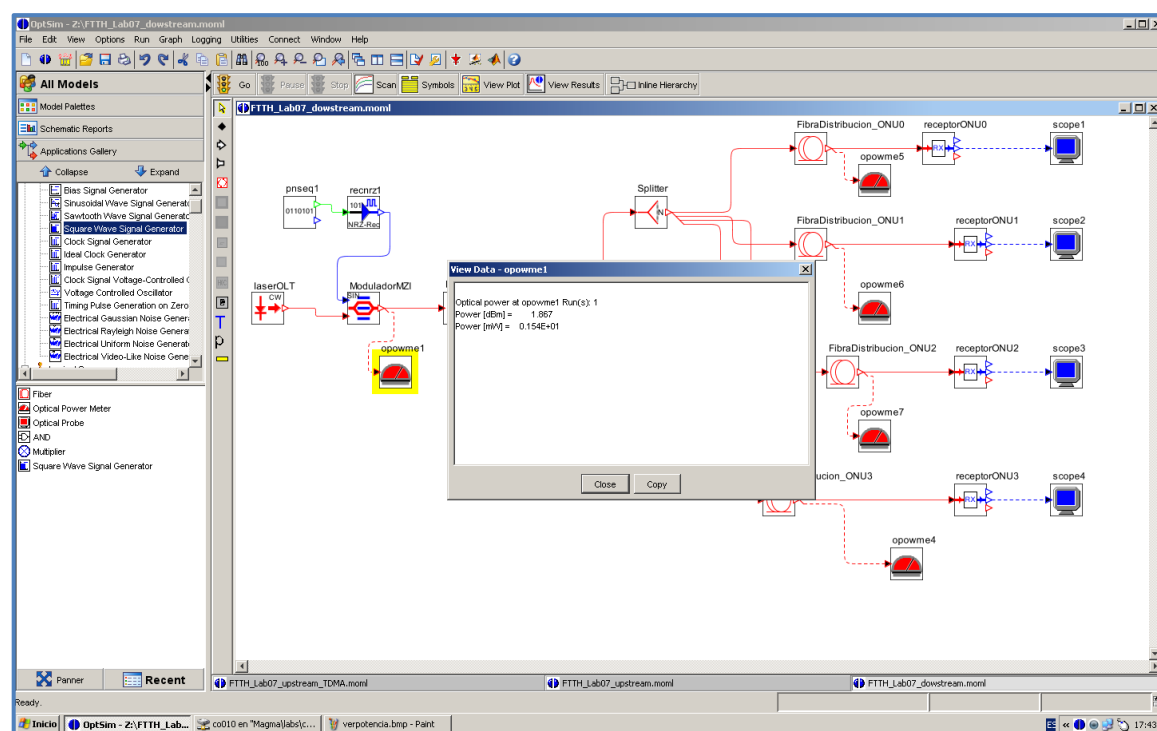 OptSim - Z:\FTTH_Lab07_dowstream.moml
File Edit View Options Run Graph Logging Utilities Connect Window Help
All Models
Model Palettes
Schematic Reports
Applications Gallery
Collapse Expand
Bias Signal Generator
Sinusoidal Wave Signal Generato
Sawtooth Wave Signal Generato
Square Wave Signal Generator
Clock Signal Generator
Ideal Clock Generator
Impulse Generator
Clock Signal Voltage-Controlled
Voltage Controlled Oscillator
Timing Pulse Generation on Zero
Electrical Gaussian Noise Gener
Electrical Rayleigh Noise Genera
Electrical Uniform Noise Generat
Electrical Video-Like Noise Gene
Fiber
Optical Power Meter
Optical Probe
AND
Multiplier
Square Wave Signal Generator
Panner Recent
Go Pause Stop Scan Symbols View Plot View Results Inline Hierarchy
FTTH_Lab07_dowstream.moml
FibraDistribucion_ONU0 receptorONU0 scope1
RX
opowme5
pnseq1 recnrz1 Splitter
0110101 101 NRZ-Rec IN
FibraDistribucion_ONU1 receptorONU1 scope2
RX
laserOLT ModuladorMZI
CW SIN
opowme6
View Data - opowme1
Optical power at opowme1 Run(s): 1
Power [dBm] = 1.867
Power [mW] = 0.154E+01
Close Copy
opowme1
FibraDistribucion_ONU2 receptorONU2 scope3
RX
opowme7
ucion_ONU3 receptorONU3 scope4
RX
opowme4
FTTH_Lab07_upstream_TDMA.moml FTTH_Lab07_upstream.moml FTTH_Lab07_dowstream.moml
Ready.
Inicio OptSim - Z:\FTTH_Lab... co010 en "Magma\labs\c... verpotencia.bmp - Paint ES 17:43